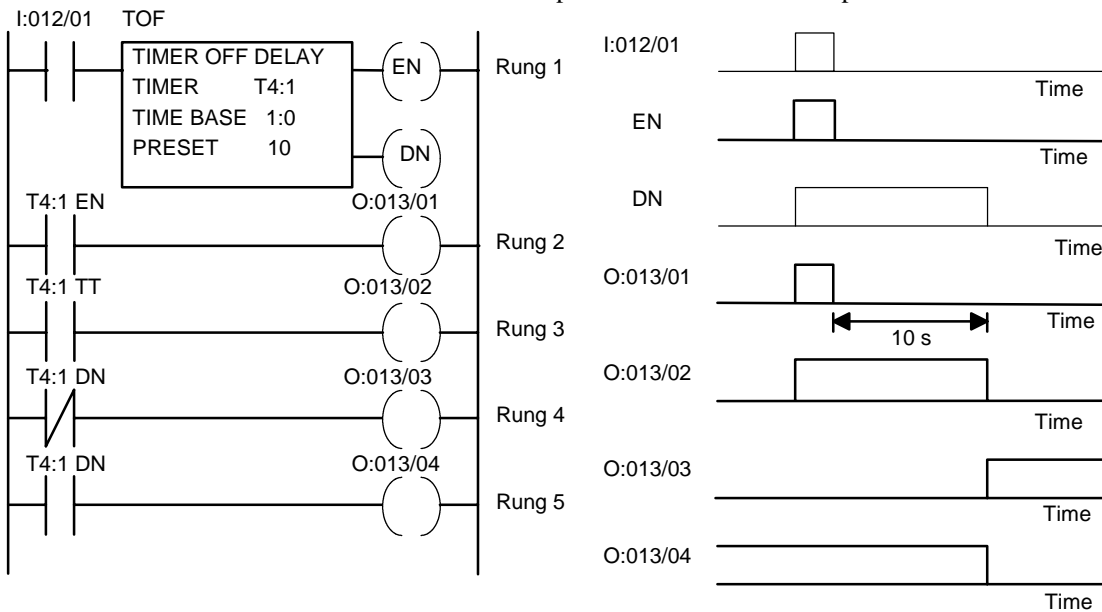 I:012/01 TOF
TIMER OFF DELAY
TIMER T4:1
TIME BASE 1:0
PRESET 10
EN
DN
Rung 1
T4:1 EN O:013/01
Rung 2
T4:1 TT O:013/02
Rung 3
T4:1 DN O:013/03
Rung 4
T4:1 DN O:013/04
Rung 5
I:012/01
Time
EN
Time
DN
Time
O:013/01
Time
10 s
O:013/02
Time
O:013/03
Time
O:013/04
Time